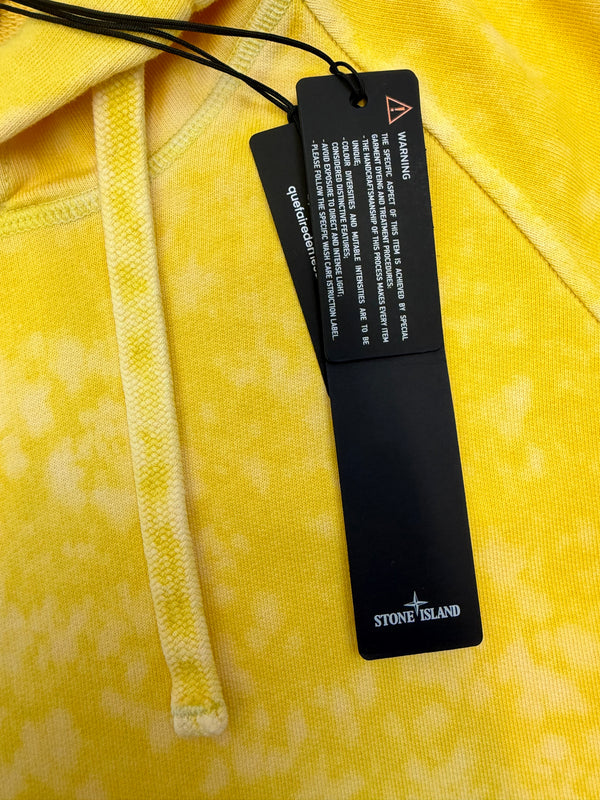 WARNING
THE SPECIFIC ASPECT OF THIS ITEM IS ACHIEVED BY SPECIAL
GARMENT DYEING AND TREATMENT PROCEDURES:
- THE HANDCRAFTSMANSHIP OF THIS PROCESS MAKES EVERY ITEM
UNIQUE;
- COLOUR DIVERSITIES AND MUTABLE INTENSITIES ARE TO BE
CONSIDERED DISTINCTIVE FEATURES;
- AVOID EXPOSURE TO DIRECT AND INTENSE LIGHT;
- PLEASE FOLLOW THE SPECIFIC WASH CARE ISTRUCTION LABEL.
STONE ISLAND